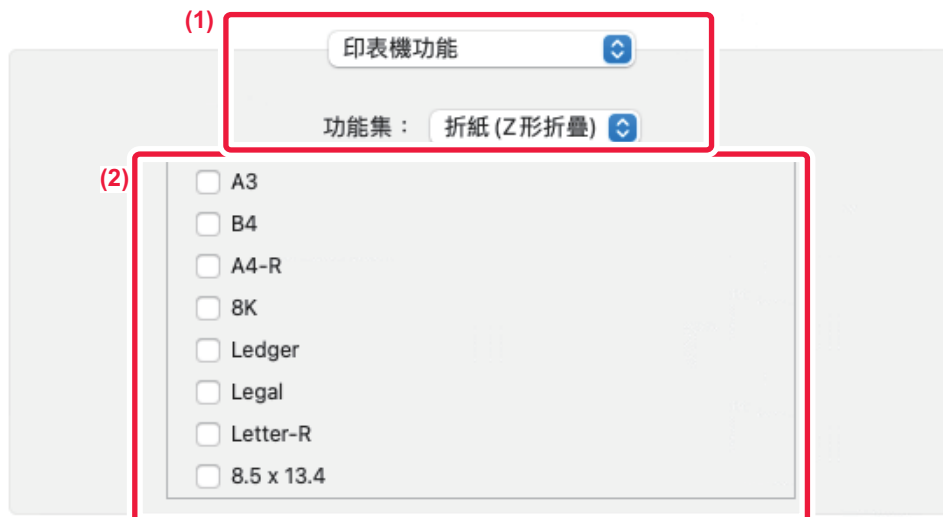 (1)
印表機功能
功能集： 折紙 (Z 形折疊)
(2)
A3
B4
A4-R
8K
Ledger
Legal
Letter-R
8.5 x 13.4